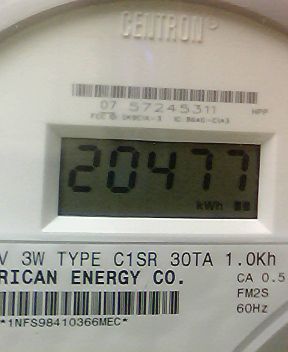 CENTRON®
07 57245311 HPP
20477
kWh
V 3W TYPE C1SR 30TA 1.0Kh
RICAN ENERGY CO. CA 0.5
FM2S
60Hz
*1NFS98410366MEC*